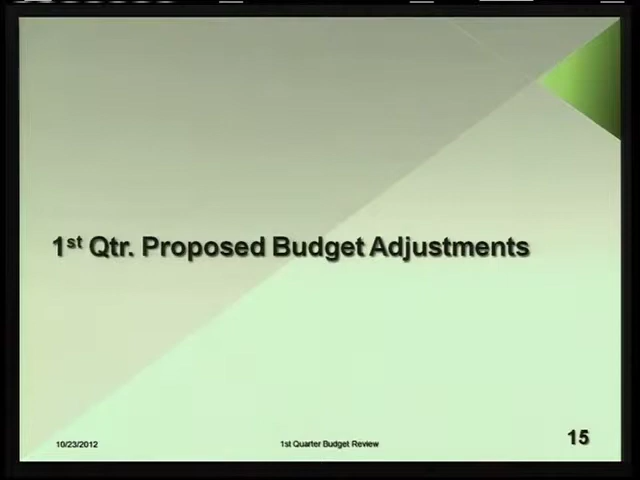 1st Qtr. Proposed Budget Adjustments
10/23/2012
1st Quarter Budget Review
15